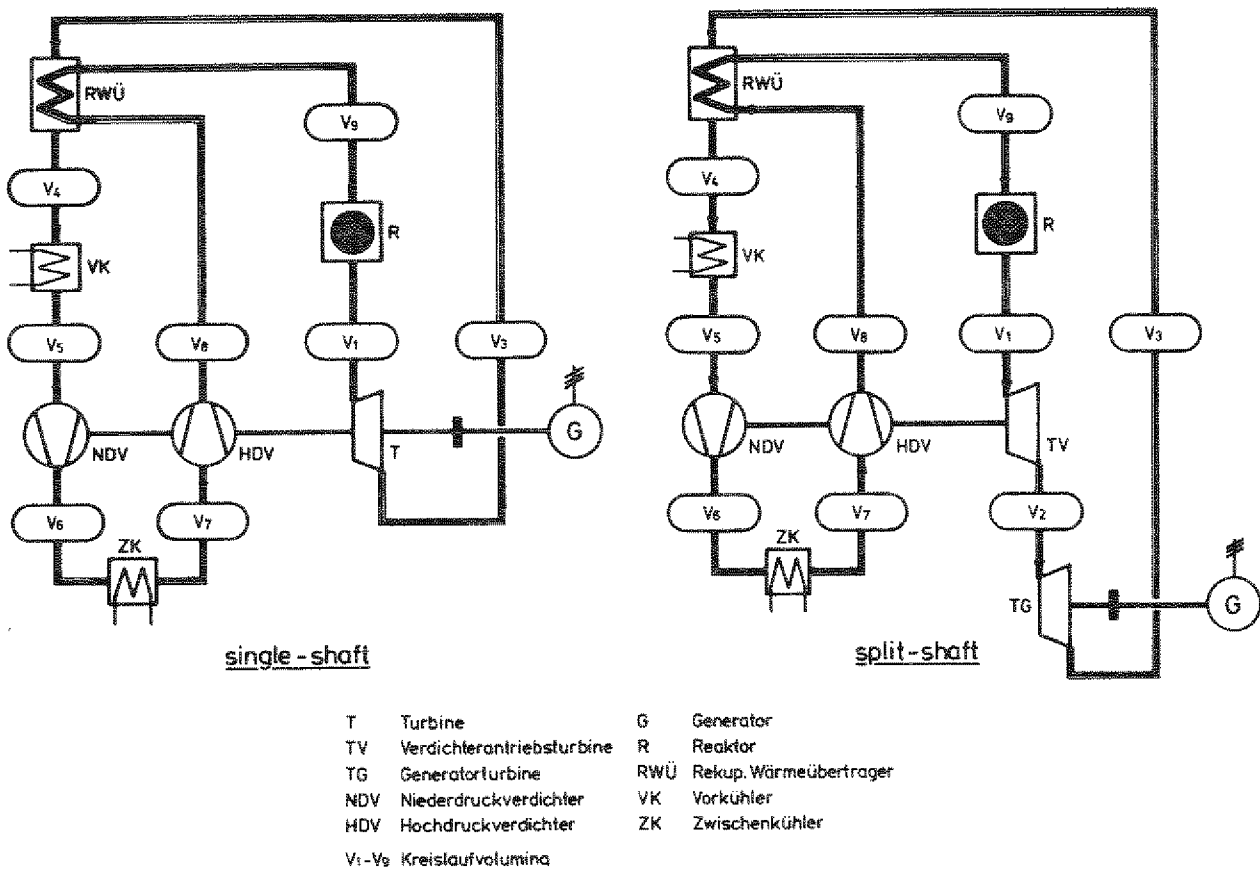 RWÜ
V9
V4
R
VK
V5
V8
V1
V3
NDV
HDV
T
G
V6
V7
ZK
single-shaft
RWÜ
V9
V4
R
VK
V5
V8
V1
V3
NDV
HDV
TV
V6
V7
V2
ZK
TG
G
split-shaft
T Turbine
TV Verdichterantriebsturbine
TG Generatorturbine
NDV Niederdruckverdichter
HDV Hochdruckverdichter
V1-V9 Kreislaufvolumina
G Generator
R Reaktor
RWÜ Rekup. Wärmeübertrager
VK Vorkühler
ZK Zwischenkühler